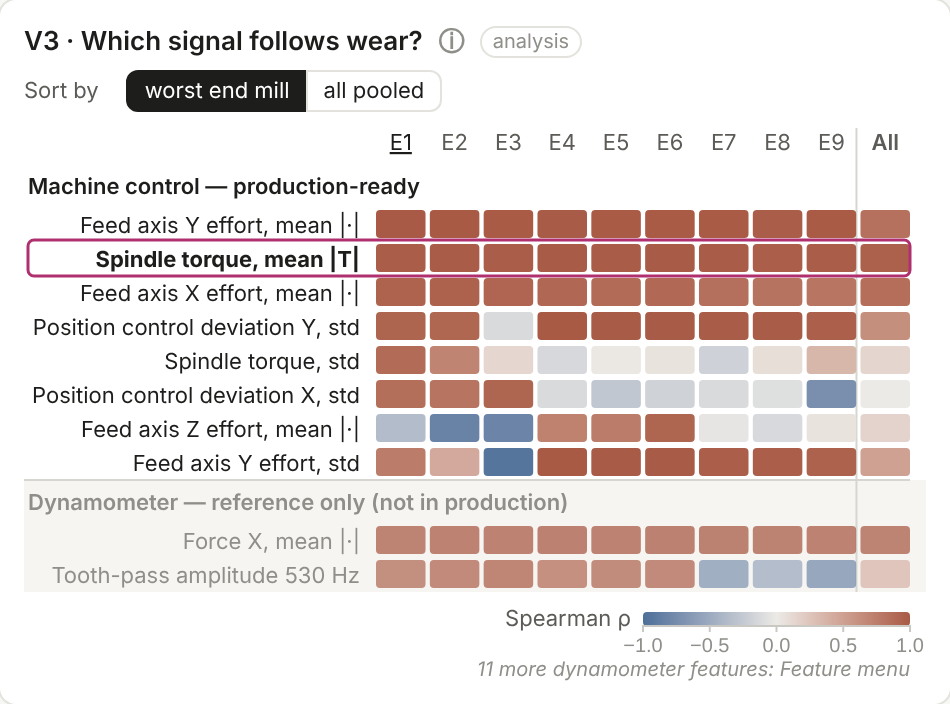 V3 · Which signal follows wear? ⓘ analysis
Sort by worst end mill all pooled
E1 E2 E3 E4 E5 E6 E7 E8 E9 All
Machine control — production-ready
Feed axis Y effort, mean |·|
Spindle torque, mean |T|
Feed axis X effort, mean |·|
Position control deviation Y, std
Spindle torque, std
Position control deviation X, std
Feed axis Z effort, mean |·|
Feed axis Y effort, std
Dynamometer — reference only (not in production)
Force X, mean |·|
Tooth-pass amplitude 530 Hz
Spearman ρ
−1.0 −0.5 0.0 0.5 1.0
11 more dynamometer features: Feature menu